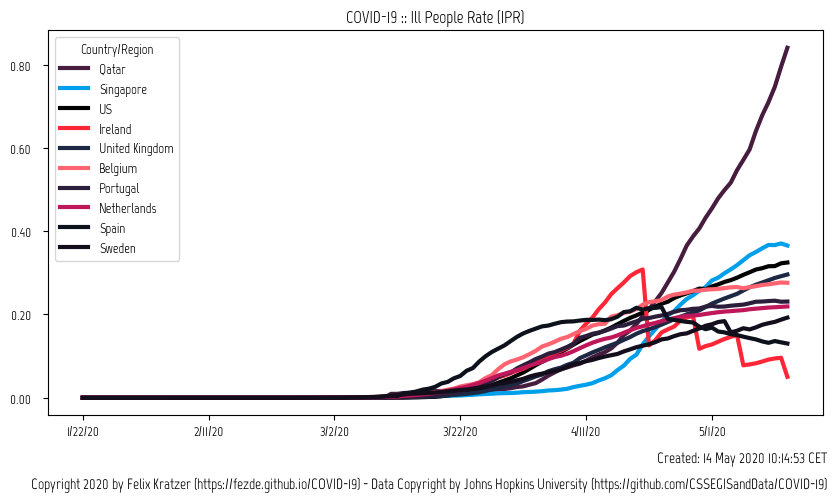 COVID-19 :: Ill People Rate (IPR)
Country/Region
Qatar
Singapore
US
Ireland
United Kingdom
Belgium
Portugal
Netherlands
Spain
Sweden
0.80
0.60
0.40
0.20
0.00
1/22/20 2/11/20 3/2/20 3/22/20 4/11/20 5/1/20
Created: 14 May 2020 10:14:53 CET
Copyright 2020 by Felix Kratzer (https://fezde.github.io/COVID-19) - Data Copyright by Johns Hopkins University (https://github.com/CSSEGISandData/COVID-19)